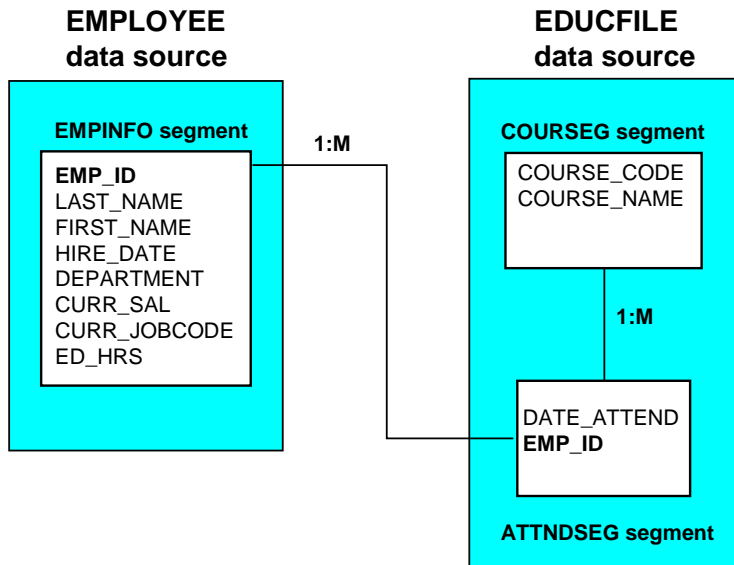 EMPLOYEE
data source
EMPINFO segment
EMP_ID
LAST_NAME
FIRST_NAME
HIRE_DATE
DEPARTMENT
CURR_SAL
CURR_JOBCODE
ED_HRS
1:M
EDUCFILE
data source
COURSEG segment
COURSE_CODE
COURSE_NAME
1:M
DATE_ATTEND
EMP_ID
ATTNDSEG segment